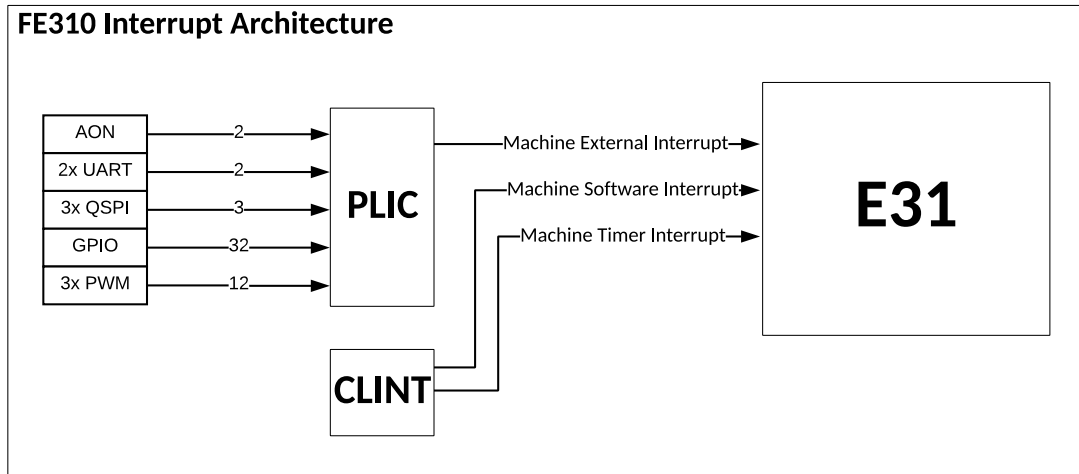 FE310 Interrupt Architecture
AON
2
2x UART
2
3x QSPI
3
GPIO
32
3x PWM
12
PLIC
CLINT
Machine External Interrupt
Machine Software Interrupt
Machine Timer Interrupt
E31